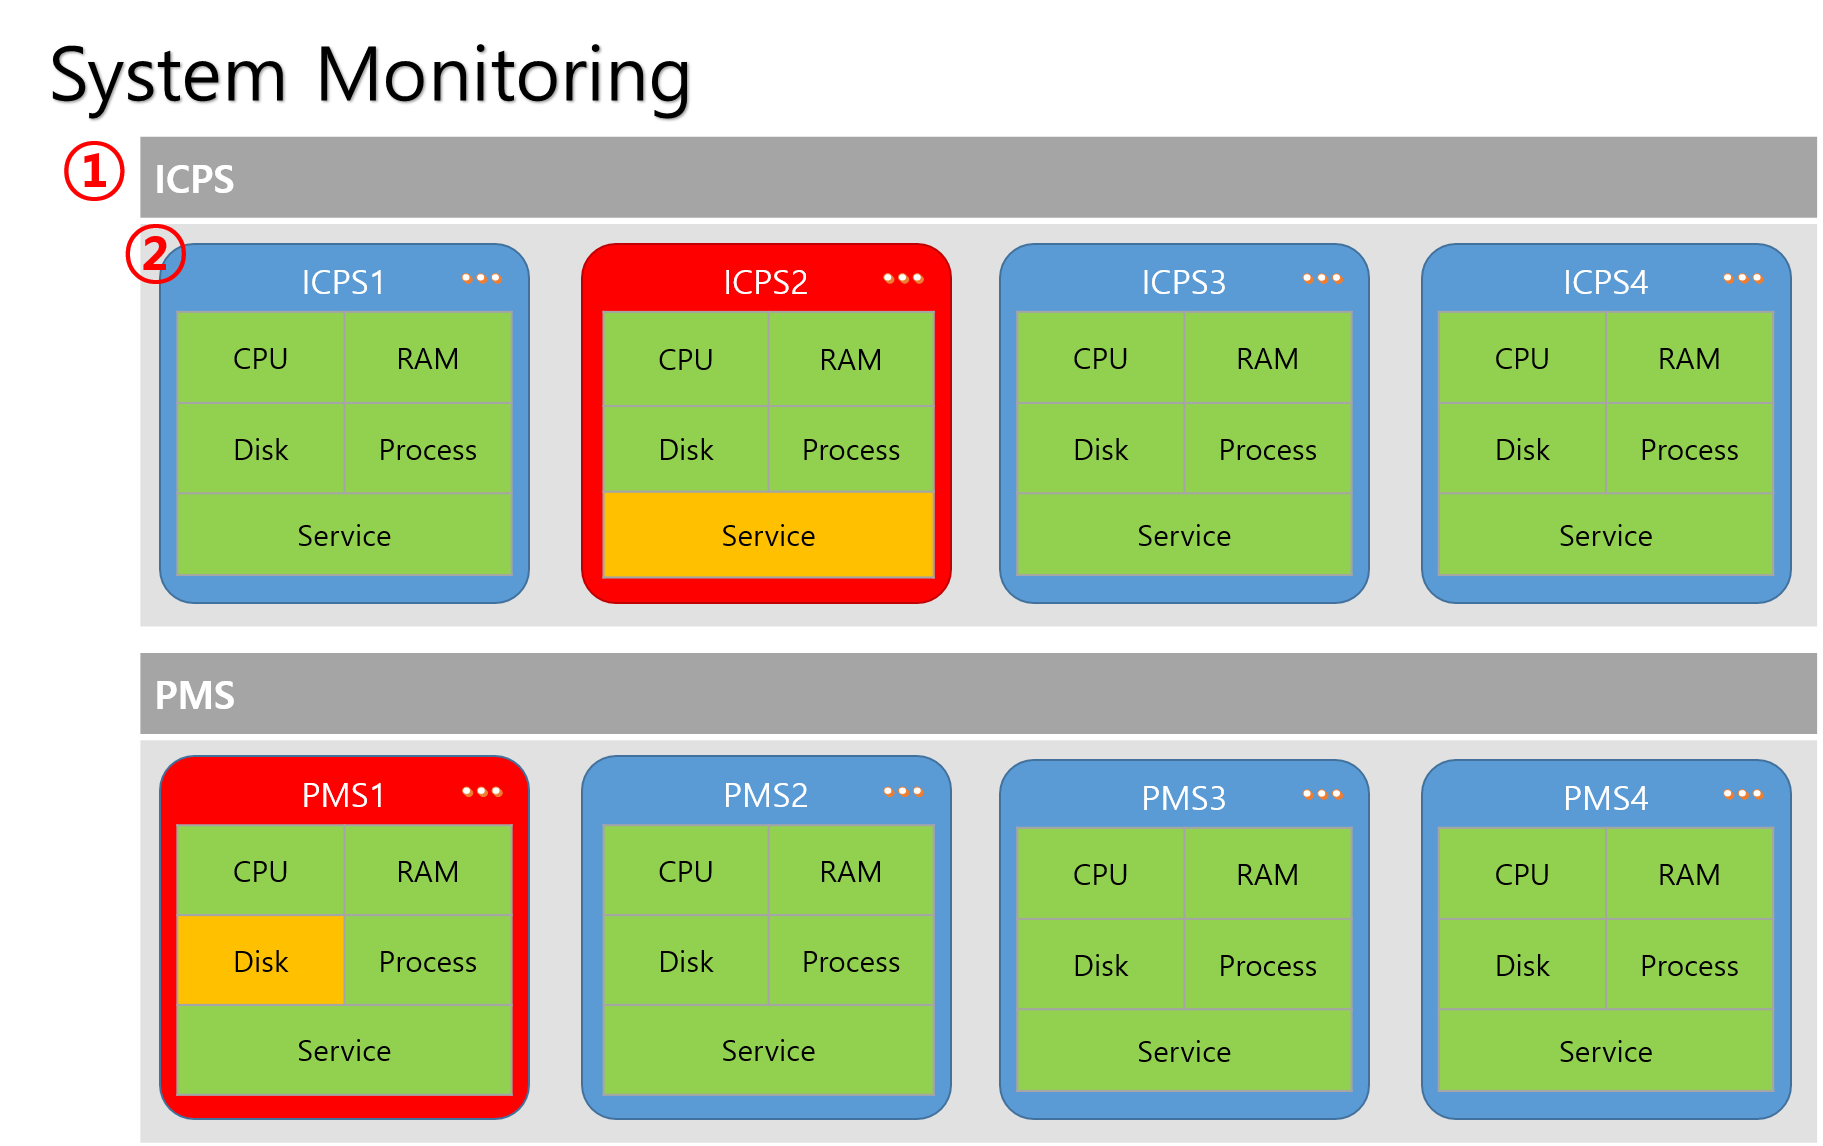 System Monitoring
① ICPS
②
ICPS1 ICPS2 ICPS3 ICPS4
CPU RAM CPU RAM CPU RAM CPU RAM
Disk Process Disk Process Disk Process Disk Process
Service Service Service Service
PMS
PMS1 PMS2 PMS3 PMS4
CPU RAM CPU RAM CPU RAM CPU RAM
Disk Process Disk Process Disk Process Disk Process
Service Service Service Service